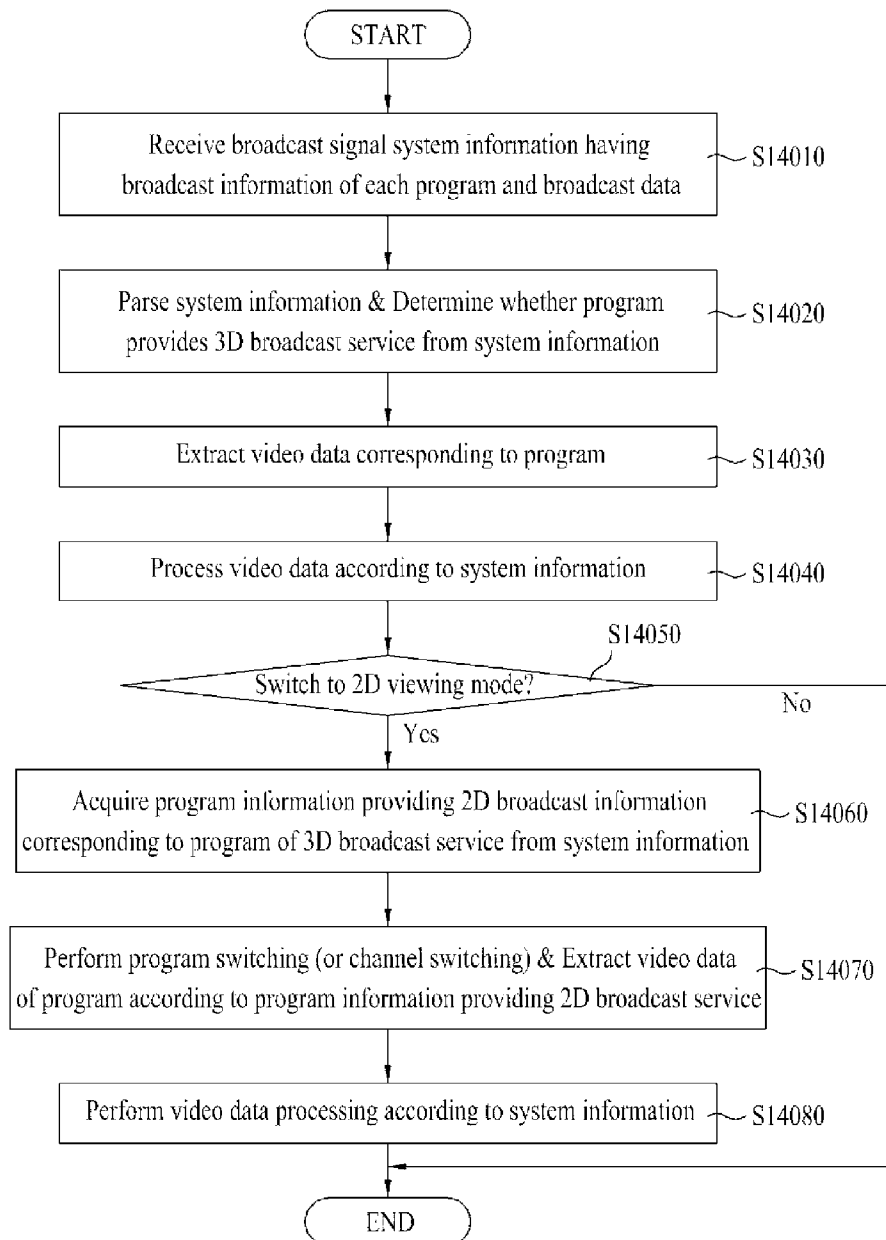 START
Receive broadcast signal system information having
broadcast information of each program and broadcast data
S14010
Parse system information & Determine whether program
provides 3D broadcast service from system information
S14020
Extract video data corresponding to program
S14030
Process video data according to system information
S14040
S14050
Switch to 2D viewing mode?
No
Yes
Acquire program information providing 2D broadcast information
corresponding to program of 3D broadcast service from system information
S14060
Perform program switching (or channel switching) & Extract video data
of program according to program information providing 2D broadcast service
S14070
Perform video data processing according to system information
S14080
END